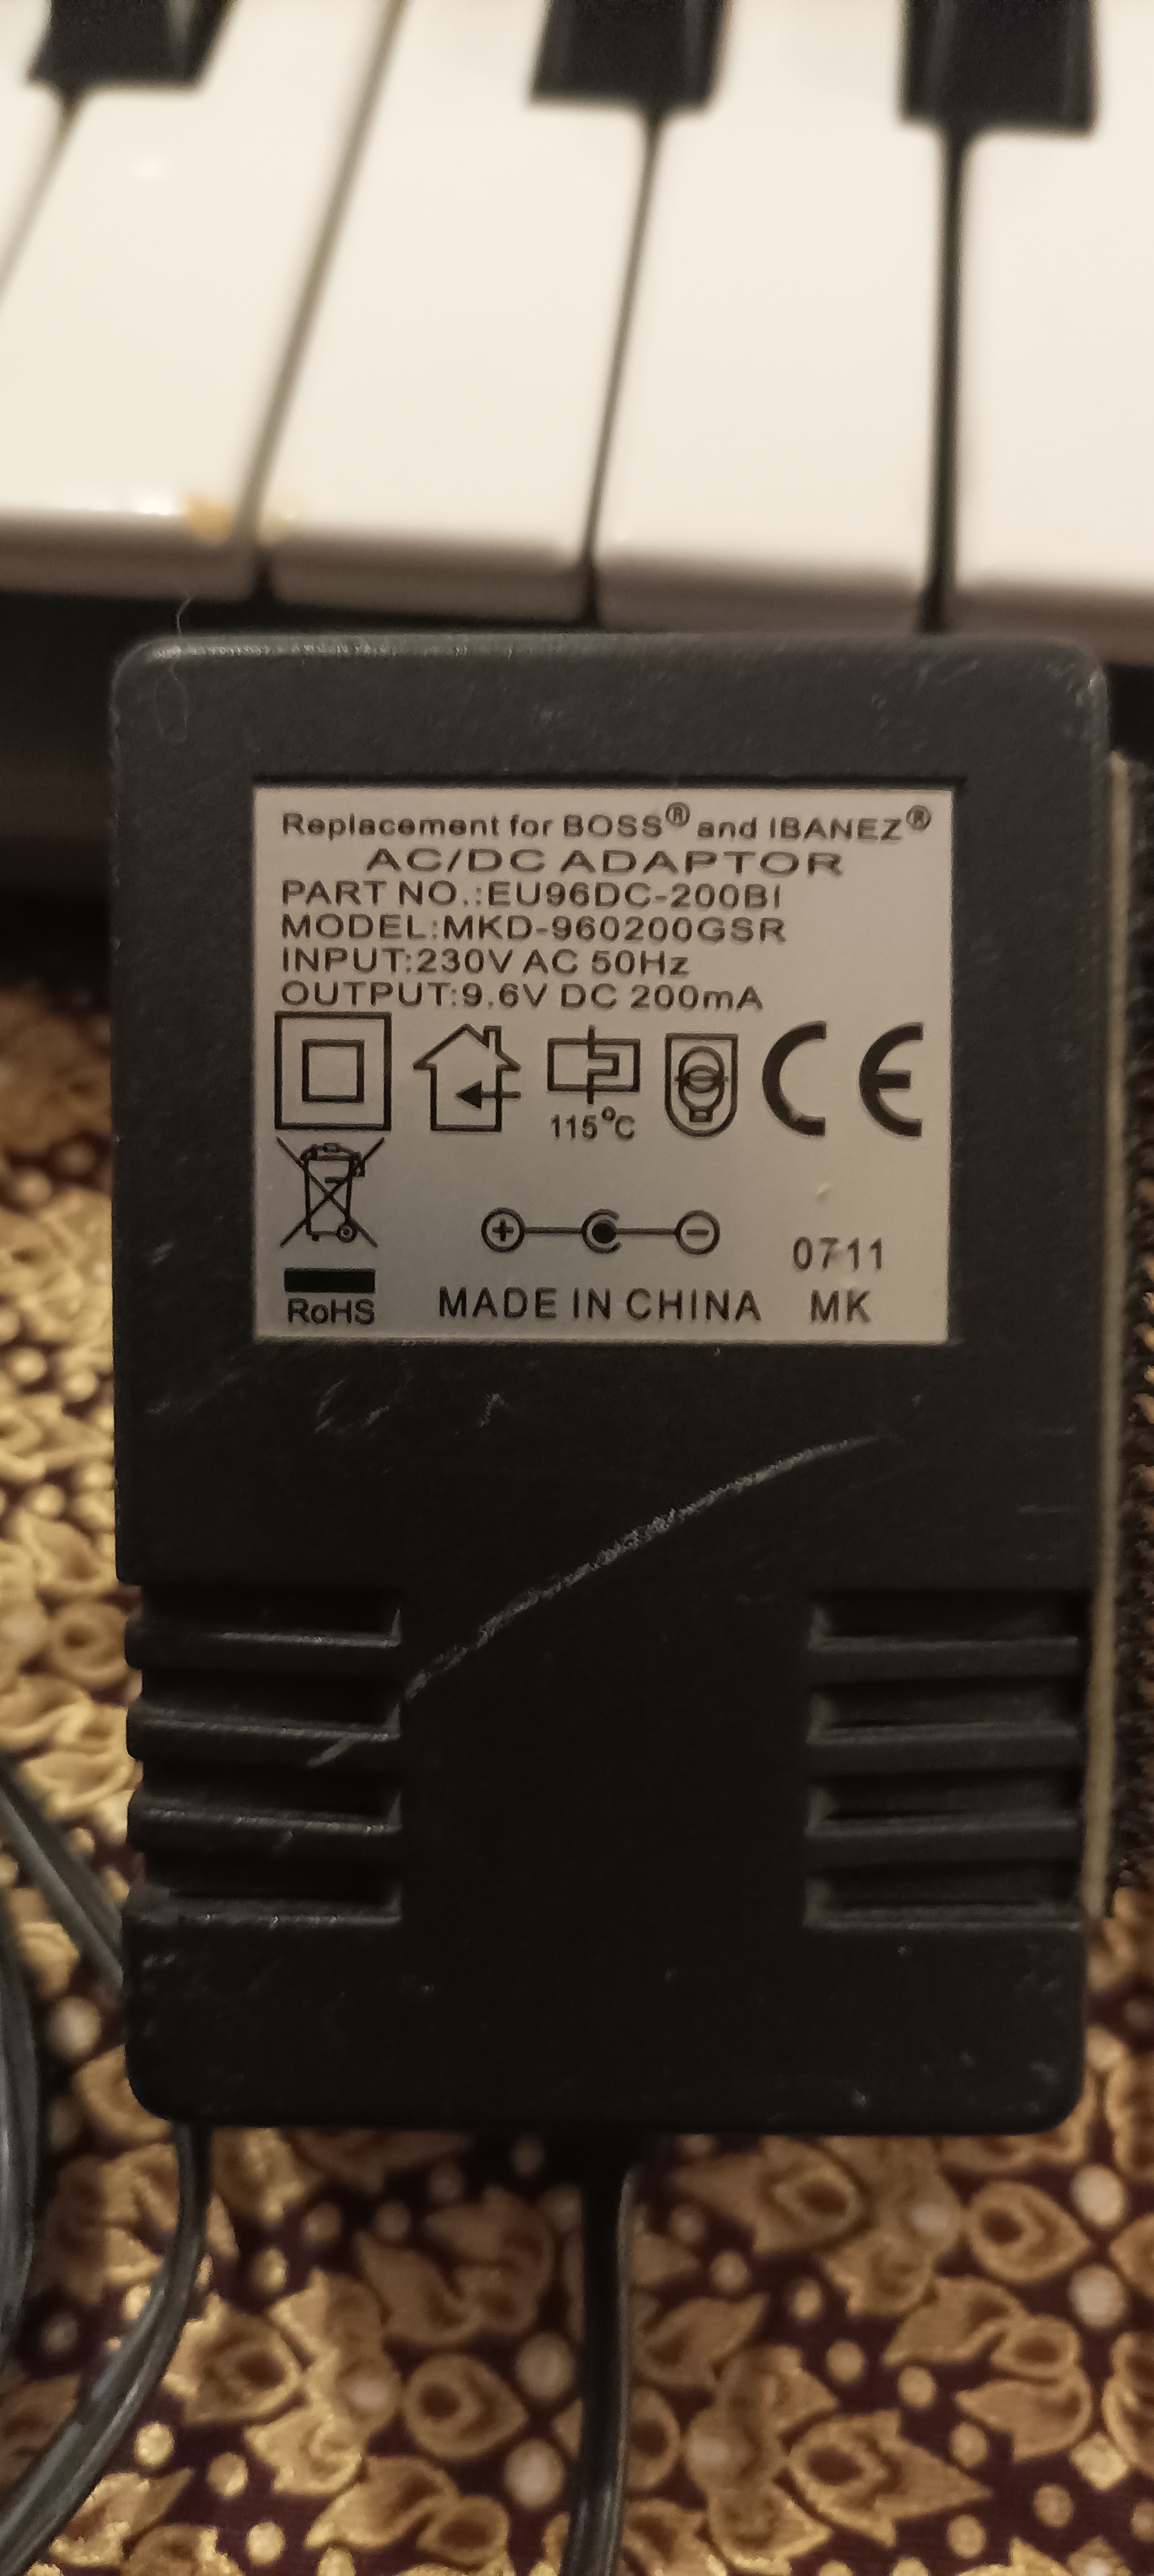 Replacement for BOSS® and IBANEZ®
AC/DC ADAPTOR
PART NO.:EU96DC-200BI
MODEL:MKD-960200GSR
INPUT:230V AC 50Hz
OUTPUT:9.6V DC 200mA
115°C
CE
0711
RoHS MADE IN CHINA MK